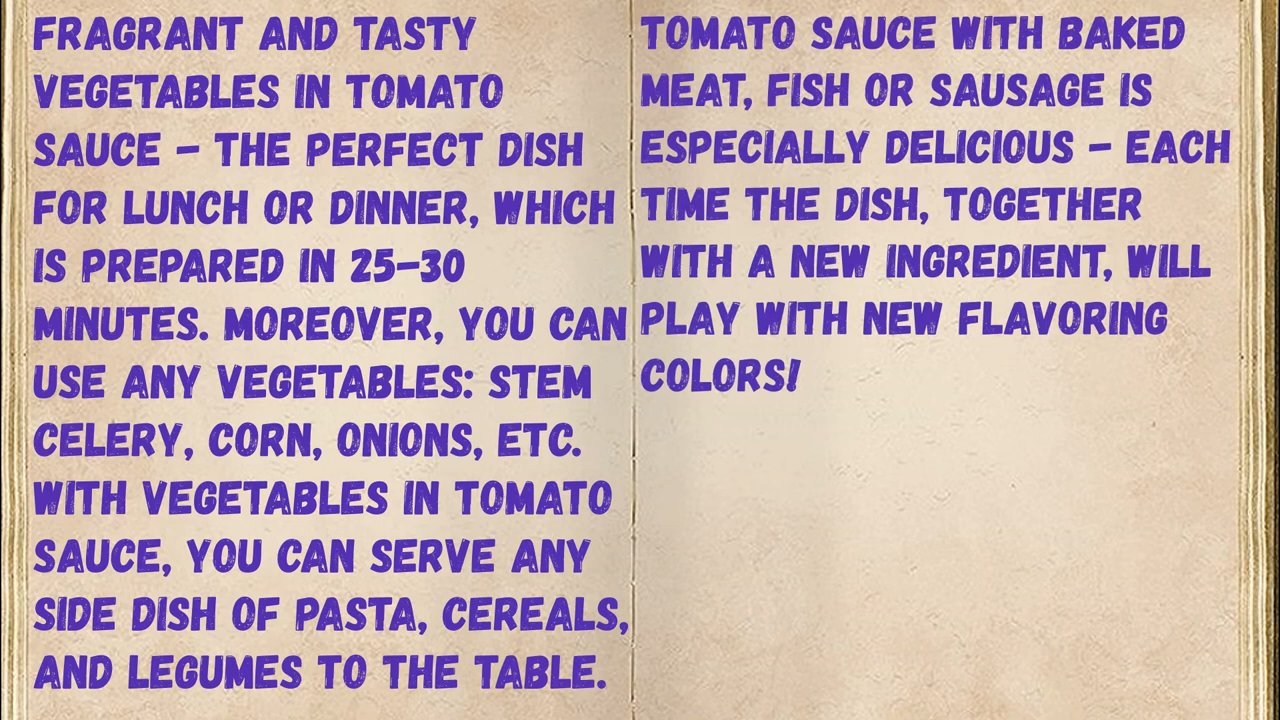 FRAGRANT AND TASTY
VEGETABLES IN TOMATO
SAUCE – THE PERFECT DISH
FOR LUNCH OR DINNER, WHICH
IS PREPARED IN 25–30
MINUTES. MOREOVER, YOU CAN
USE ANY VEGETABLES: STEM
CELERY, CORN, ONIONS, ETC.
WITH VEGETABLES IN TOMATO
SAUCE, YOU CAN SERVE ANY
SIDE DISH OF PASTA, CEREALS,
AND LEGUMES TO THE TABLE.
TOMATO SAUCE WITH BAKED
MEAT, FISH OR SAUSAGE IS
ESPECIALLY DELICIOUS – EACH
TIME THE DISH, TOGETHER
WITH A NEW INGREDIENT, WILL
PLAY WITH NEW FLAVORING
COLORS!